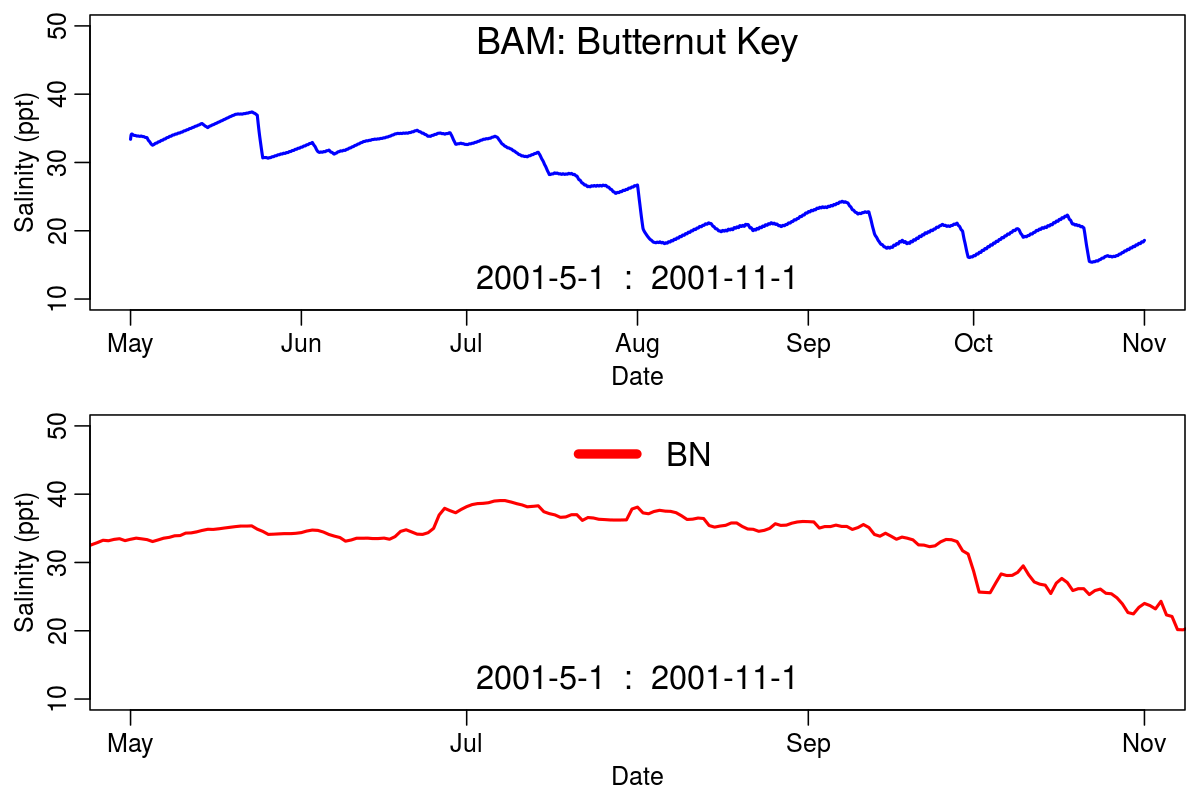 BAM: Butternut Key
50
40
30
20
10
Salinity (ppt)
2001-5-1 : 2001-11-1
May Jun Jul Aug Sep Oct Nov
Date
BN
50
40
30
20
10
Salinity (ppt)
2001-5-1 : 2001-11-1
May Jul Sep Nov
Date